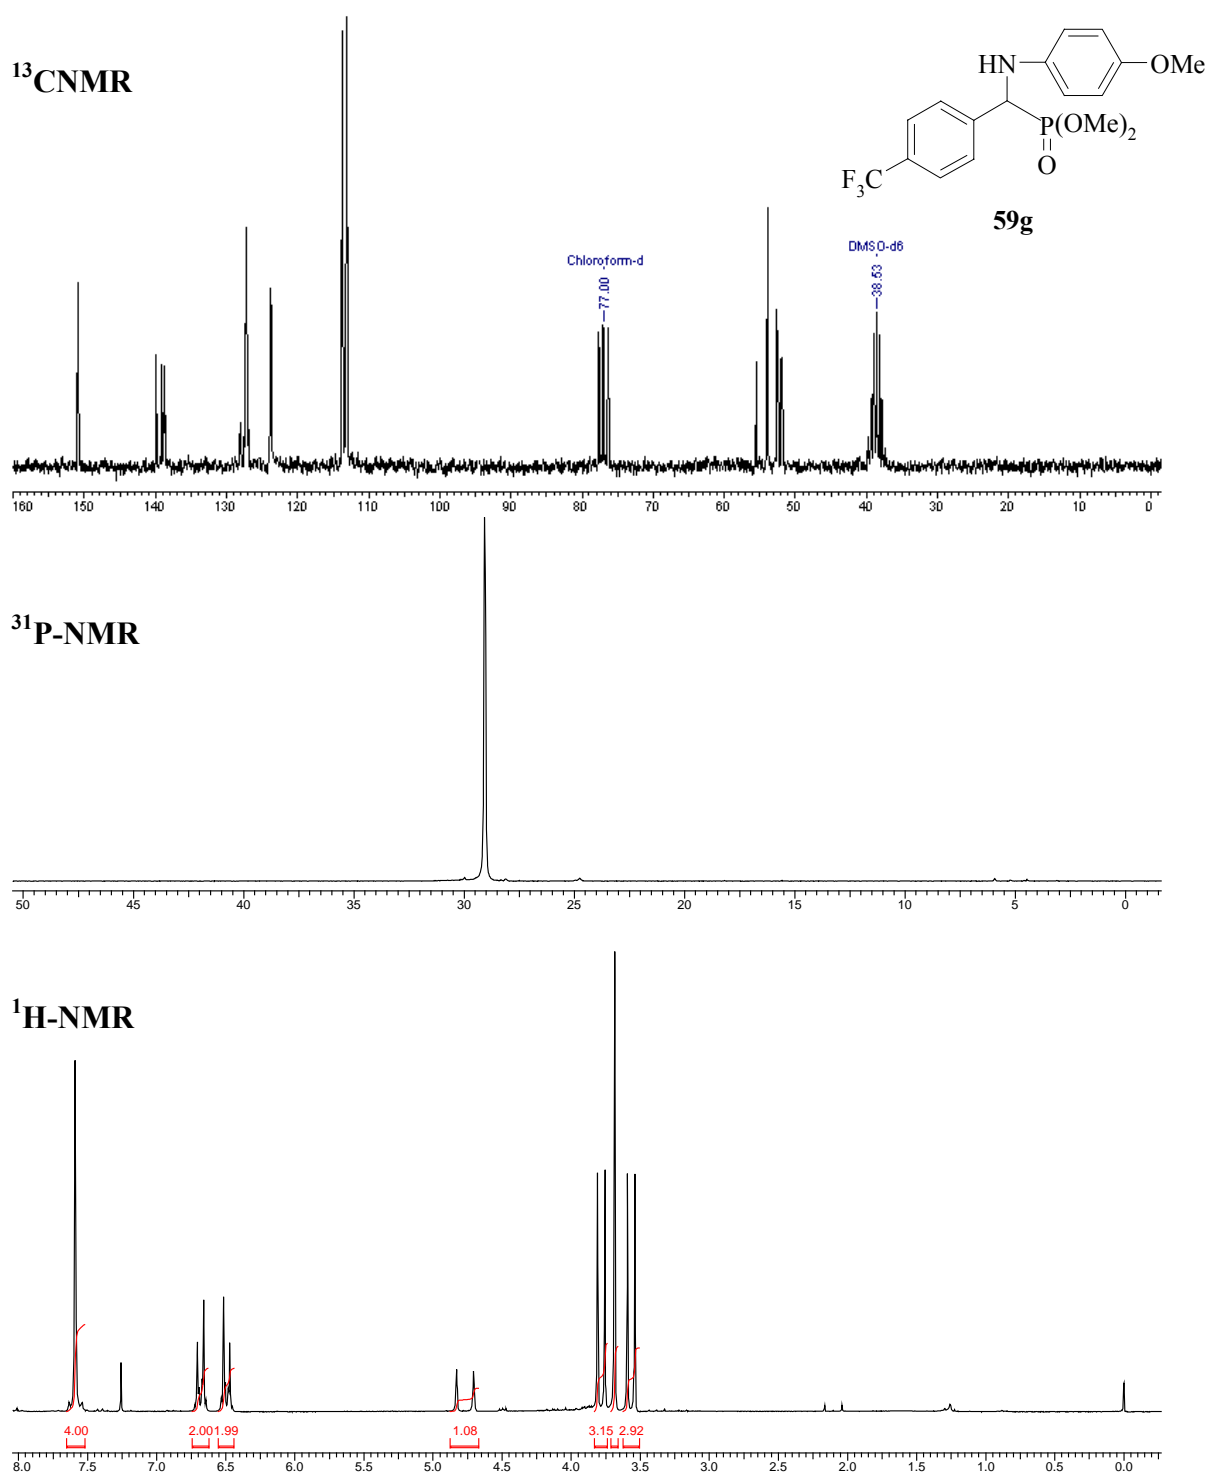 ¹³CNMR
HN
OMe
P(OMe)₂
O
F₃C
59g
Chloroform-d
77.00
DMSO-d6
38.53
160 150 140 130 120 110 100 90 80 70 60 50 40 30 20 10 0
³¹P-NMR
50 45 40 35 30 25 20 15 10 5 0
¹H-NMR
4.00 2.00 1.99 1.08 3.15 2.92
8.0 7.5 7.0 6.5 6.0 5.5 5.0 4.5 4.0 3.5 3.0 2.5 2.0 1.5 1.0 0.5 0.0